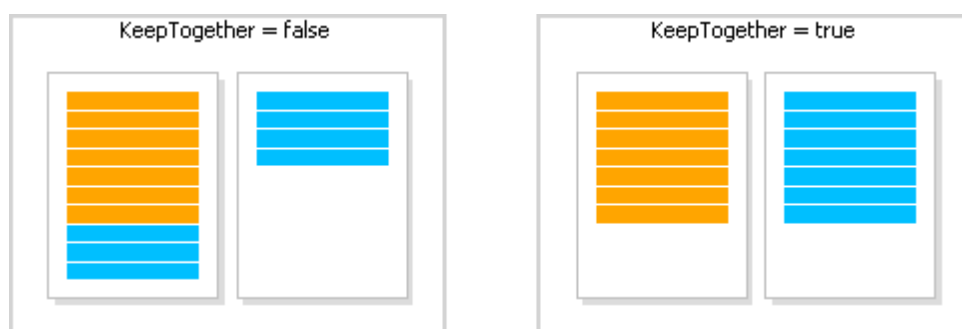 KeepTogether = false
KeepTogether = true